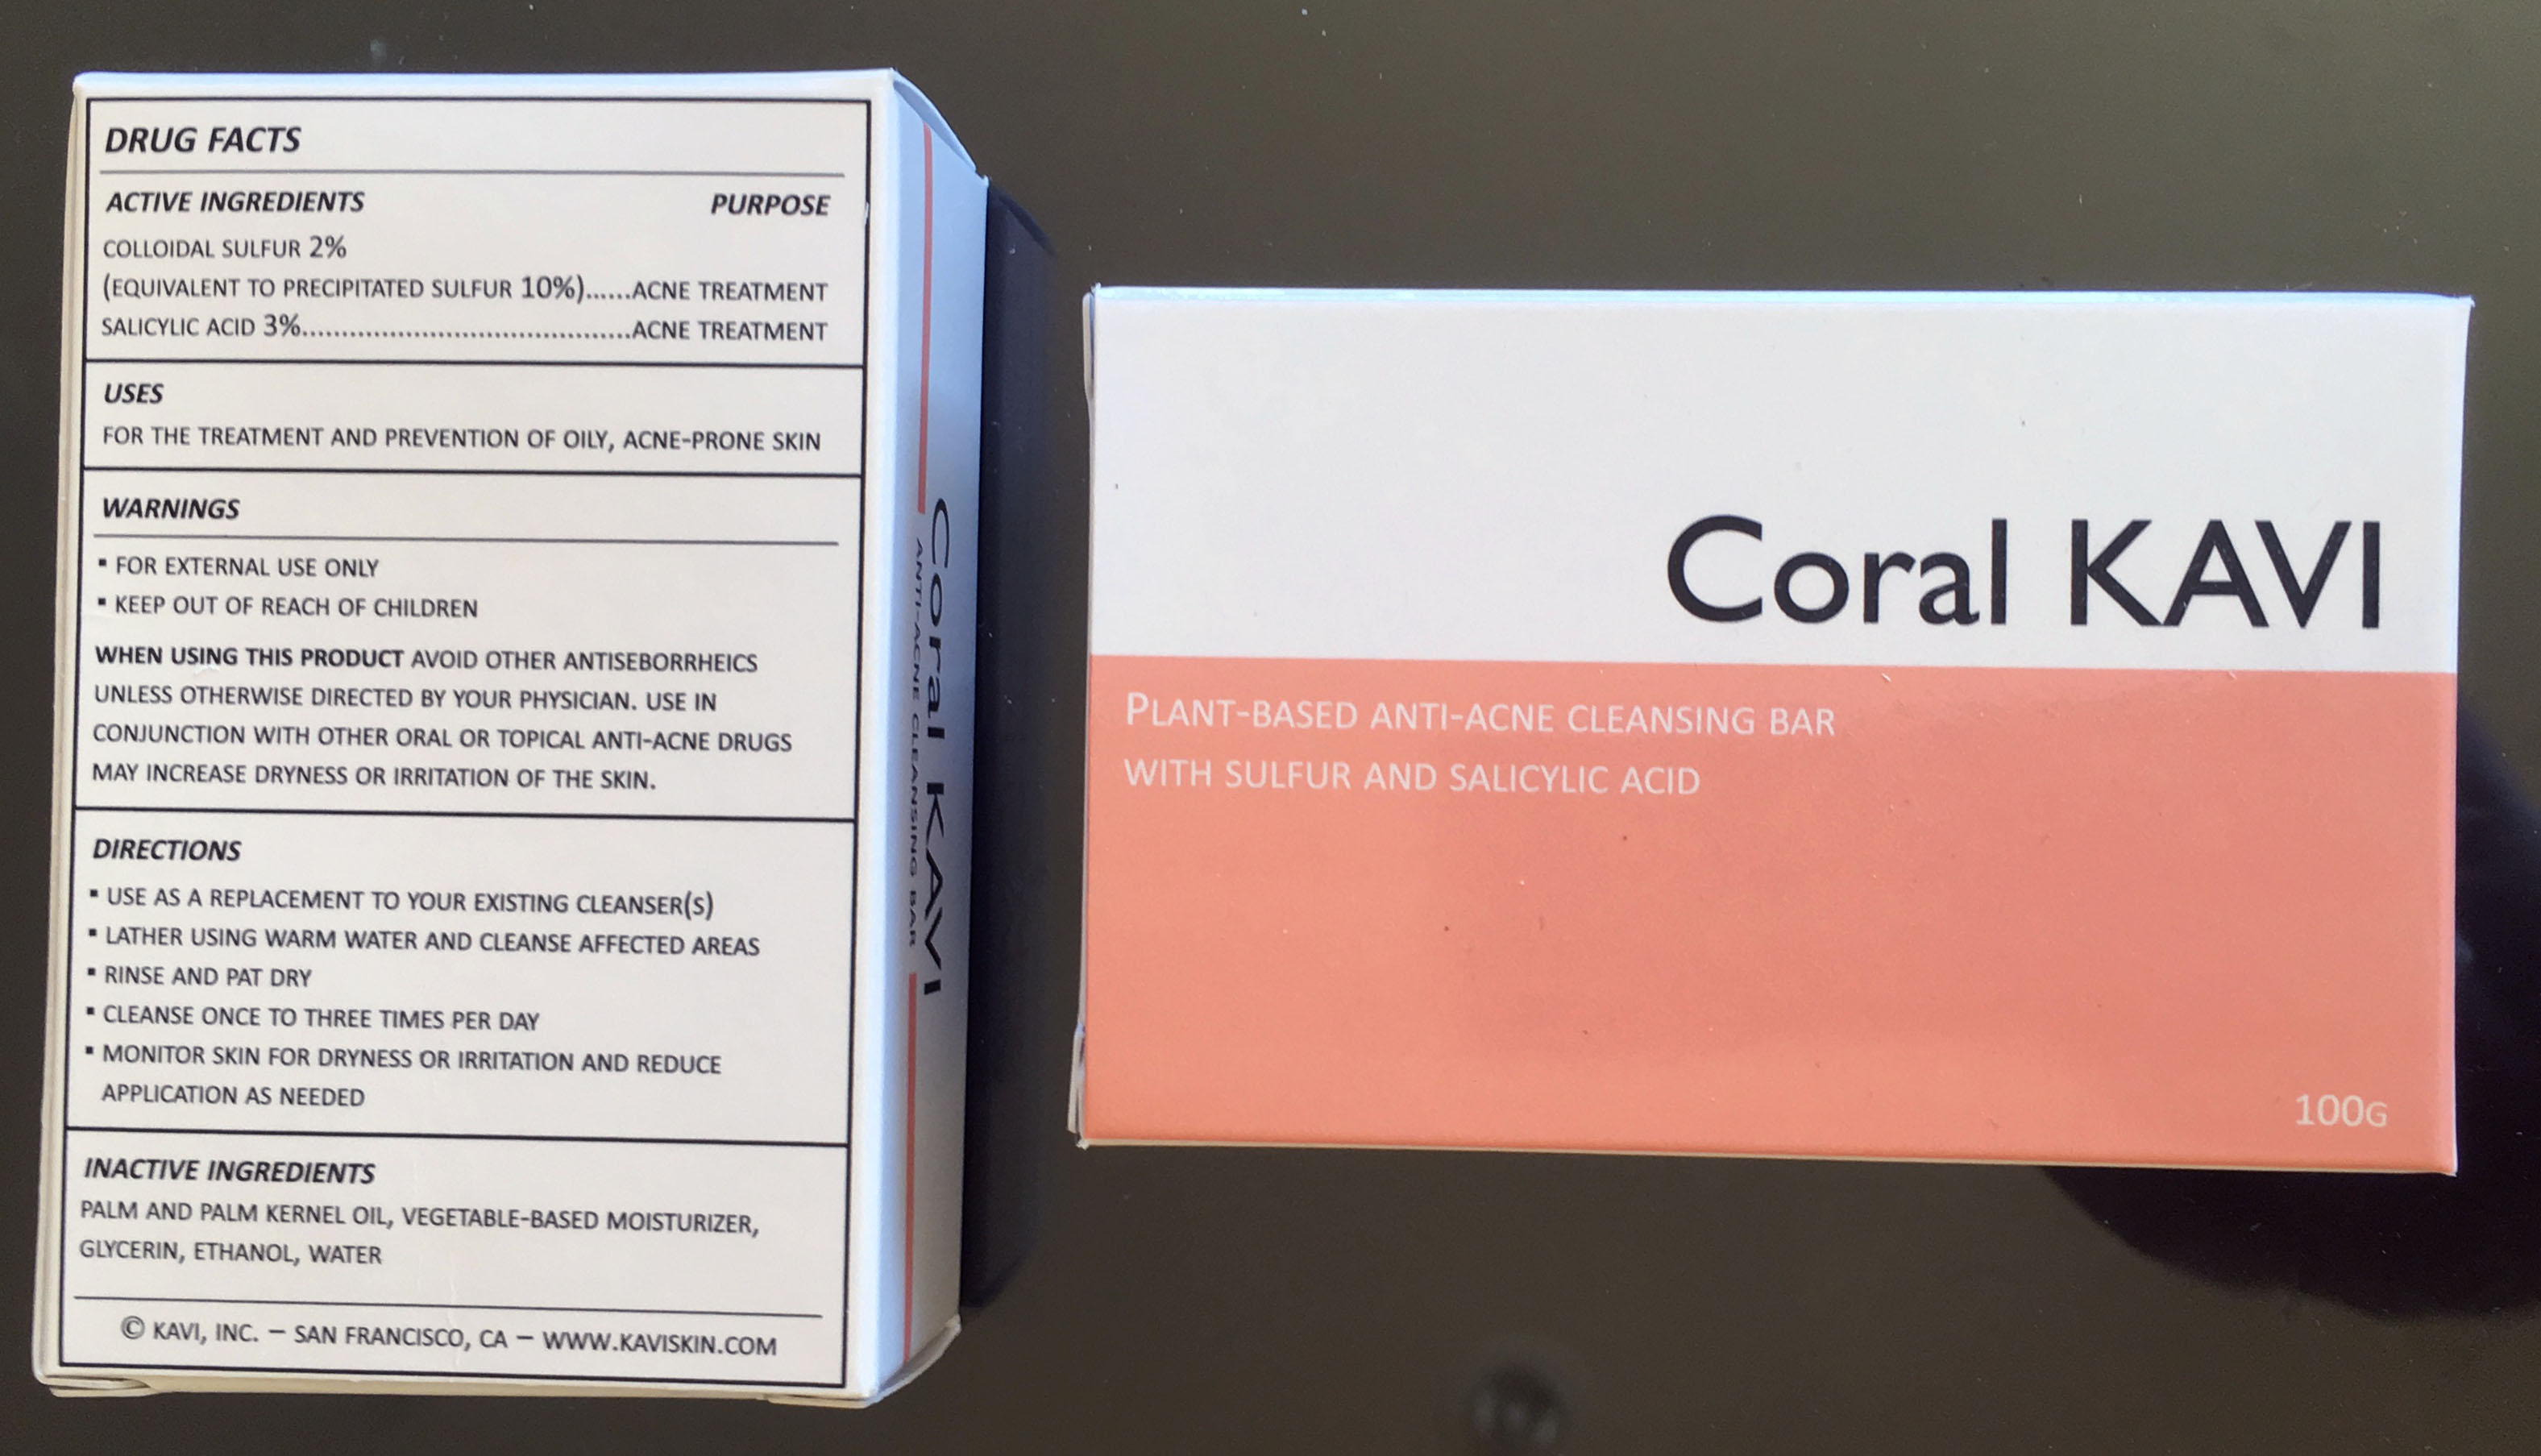 DRUG FACTS
ACTIVE INGREDIENTS PURPOSE
COLLOIDAL SULFUR 2%
(EQUIVALENT TO PRECIPITATED SULFUR 10%)......ACNE TREATMENT
SALICYLIC ACID 3%..........................................ACNE TREATMENT
USES
FOR THE TREATMENT AND PREVENTION OF OILY, ACNE-PRONE SKIN
WARNINGS
▪ FOR EXTERNAL USE ONLY
▪ KEEP OUT OF REACH OF CHILDREN
WHEN USING THIS PRODUCT AVOID OTHER ANTISEBORRHEICS
UNLESS OTHERWISE DIRECTED BY YOUR PHYSICIAN. USE IN
CONJUNCTION WITH OTHER ORAL OR TOPICAL ANTI-ACNE DRUGS
MAY INCREASE DRYNESS OR IRRITATION OF THE SKIN.
DIRECTIONS
▪ USE AS A REPLACEMENT TO YOUR EXISTING CLEANSER(S)
▪ LATHER USING WARM WATER AND CLEANSE AFFECTED AREAS
▪ RINSE AND PAT DRY
▪ CLEANSE ONCE TO THREE TIMES PER DAY
▪ MONITOR SKIN FOR DRYNESS OR IRRITATION AND REDUCE
APPLICATION AS NEEDED
INACTIVE INGREDIENTS
PALM AND PALM KERNEL OIL, VEGETABLE-BASED MOISTURIZER,
GLYCERIN, ETHANOL, WATER
© KAVI, INC. – SAN FRANCISCO, CA – WWW.KAVISKIN.COM
Coral KAVI
ANTI-ACNE CLEANSING BAR
Coral KAVI
PLANT-BASED ANTI-ACNE CLEANSING BAR
WITH SULFUR AND SALICYLIC ACID
100G